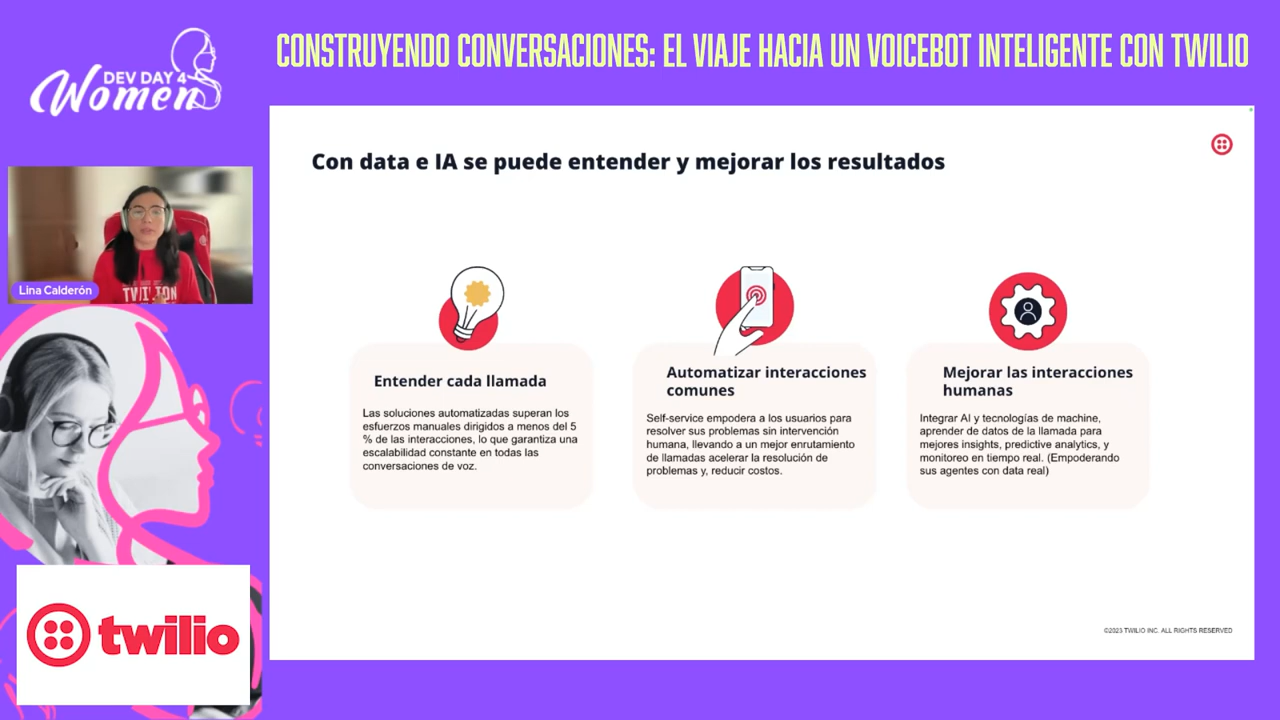 DEV DAY 4
Women
CONSTRUYENDO CONVERSACIONES: EL VIAJE HACIA UN VOICEBOT INTELIGENTE CON TWILIO
Lina Calderón
twilio
Con data e IA se puede entender y mejorar los resultados
Entender cada llamada
Las soluciones automatizadas superan los
esfuerzos manuales dirigidos a menos del 5
% de las interacciones, lo que garantiza una
escalabilidad constante en todas las
conversaciones de voz.
Automatizar interacciones
comunes
Self-service empodera a los usuarios para
resolver sus problemas sin intervención
humana, llevando a un mejor enrutamiento
de llamadas acelerar la resolución de
problemas y, reducir costos.
Mejorar las interacciones
humanas
Integrar AI y tecnologías de machine,
aprender de datos de la llamada para
mejores insights, predictive analytics, y
monitoreo en tiempo real. (Empoderando
sus agentes con data real)
©2023 TWILIO INC. ALL RIGHTS RESERVED